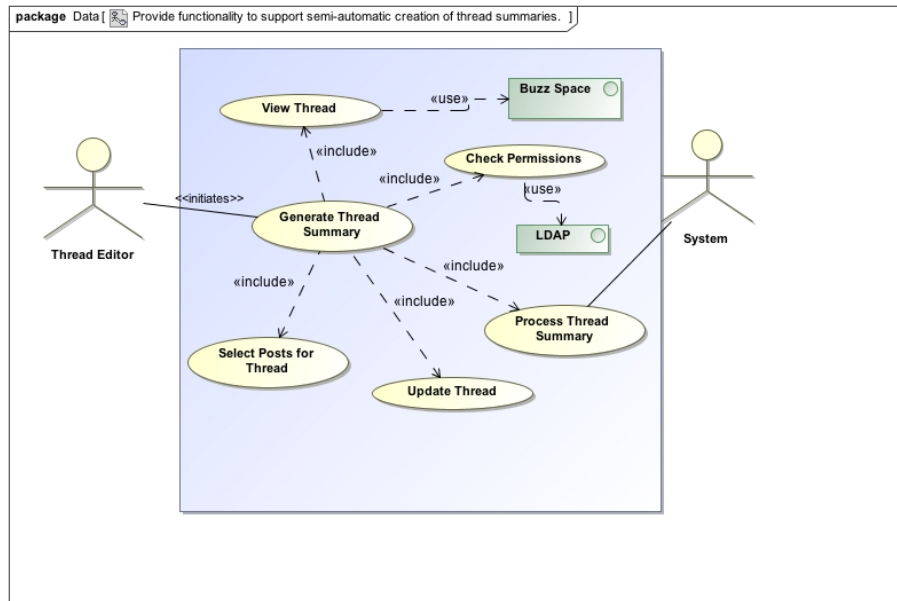 package Data [ Provide functionality to support semi-automatic creation of thread summaries. ]
View Thread
«use»
Buzz Space
«include»
Check Permissions
«include»
«use»
<<initiates>>
Generate Thread
Summary
LDAP
Thread Editor
System
«include»
«include»
«include»
Process Thread
Summary
Select Posts for
Thread
Update Thread